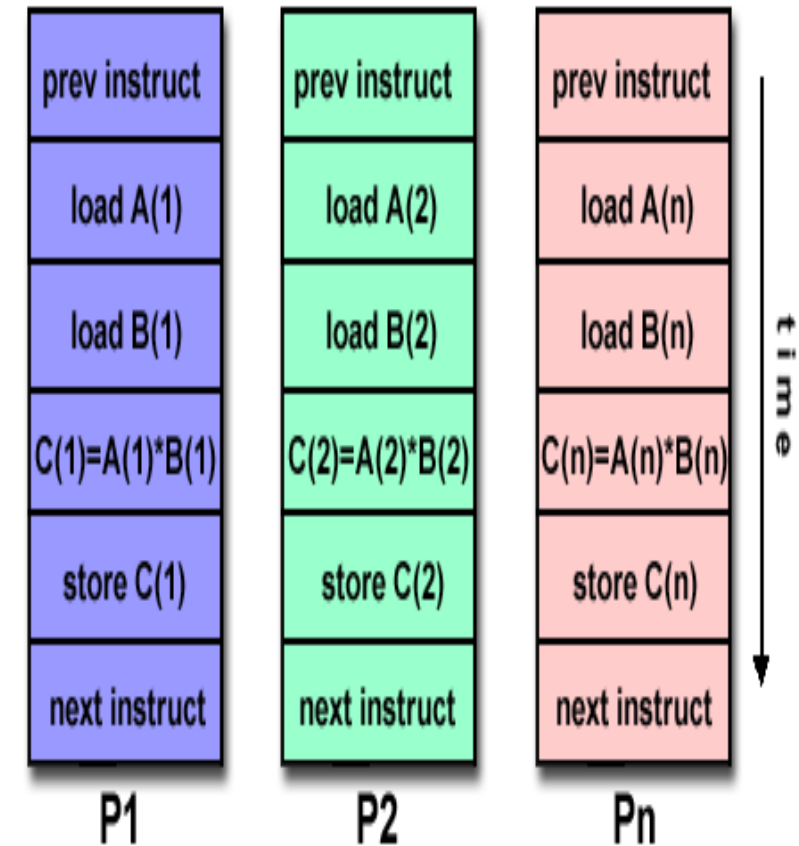 prev instruct
load A(1)
load B(1)
C(1)=A(1)*B(1)
store C(1)
next instruct
P1
prev instruct
load A(2)
load B(2)
C(2)=A(2)*B(2)
store C(2)
next instruct
P2
prev instruct
load A(n)
load B(n)
C(n)=A(n)*B(n)
store C(n)
next instruct
Pn
time